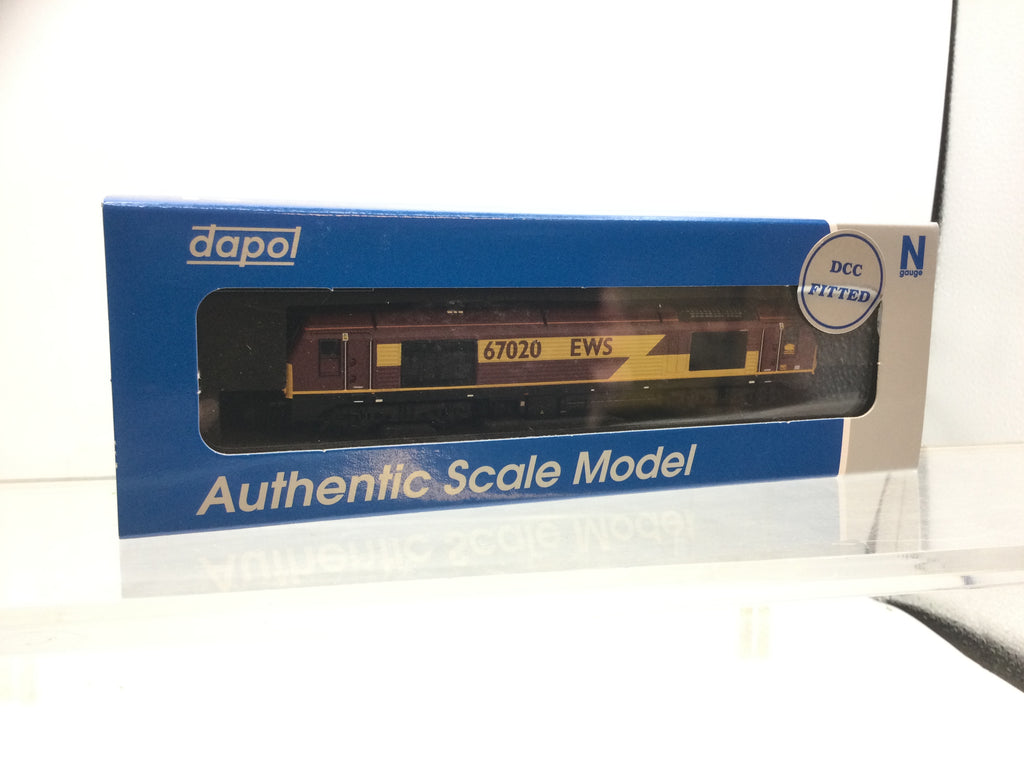 dapol
N
gauge
DCC
FITTED
67020 EWS
Authentic Scale Model